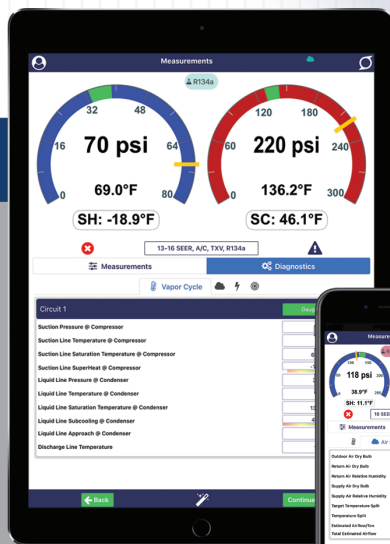 Measurements
R134a
32 48
16 64
0 80
70 psi
69.0°F
SH: -18.9°F
120 180
60 240
0 300
220 psi
136.2°F
SC: 46.1°F
13-16 SEER, A/C, TXV, R134a
Measurements
Diagnostics
Vapor Cycle
Circuit 1
Suction Pressure @ Compressor
Suction Line Temperature @ Compressor
Suction Line Saturation Temperature @ Compressor
Suction Line SuperHeat @ Compressor
Liquid Line Pressure @ Condenser
Liquid Line Temperature @ Condenser
Liquid Line Saturation Temperature @ Condenser
Liquid Line Subcooling @ Condenser
Liquid Line Approach @ Condenser
Discharge Line Temperature
Back
Continue
118 psi
38.9°F
SH: 11.1°F
Measurements
Outdoor Air Dry Bulb
Return Air Dry Bulb
Return Air Relative Humidity
Supply Air Dry Bulb
Supply Air Relative Humidity
Target Temperature Split
Temperature Split
Estimated Airflow/Ton
Total Estimated Airflow